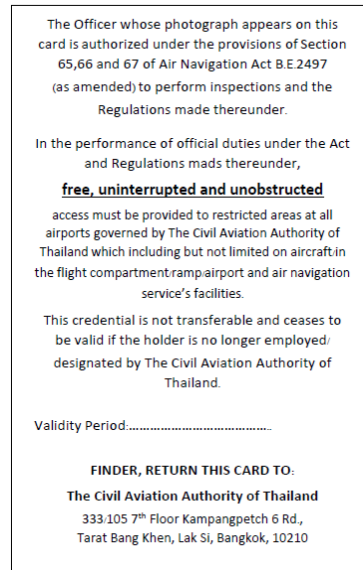 The Officer whose photograph appears on this
card is authorized under the provisions of Section
65,66 and 67 of Air Navigation Act B.E.2497
(as amended) to perform inspections and the
Regulations made thereunder.
In the performance of official duties under the Act
and Regulations mads thereunder,
free, uninterrupted and unobstructed
access must be provided to restricted areas at all
airports governed by The Civil Aviation Authority of
Thailand which including but not limited on aircraft/in
the flight compartment/ramp/airport and air navigation
service's facilities.
This credential is not transferable and ceases to
be valid if the holder is no longer employed/
designated by The Civil Aviation Authority of
Thailand.
Validity Period:…………………………………..
FINDER, RETURN THIS CARD TO:
The Civil Aviation Authority of Thailand
333/105 7th Floor Kampangpetch 6 Rd.,
Tarat Bang Khen, Lak Si, Bangkok, 10210